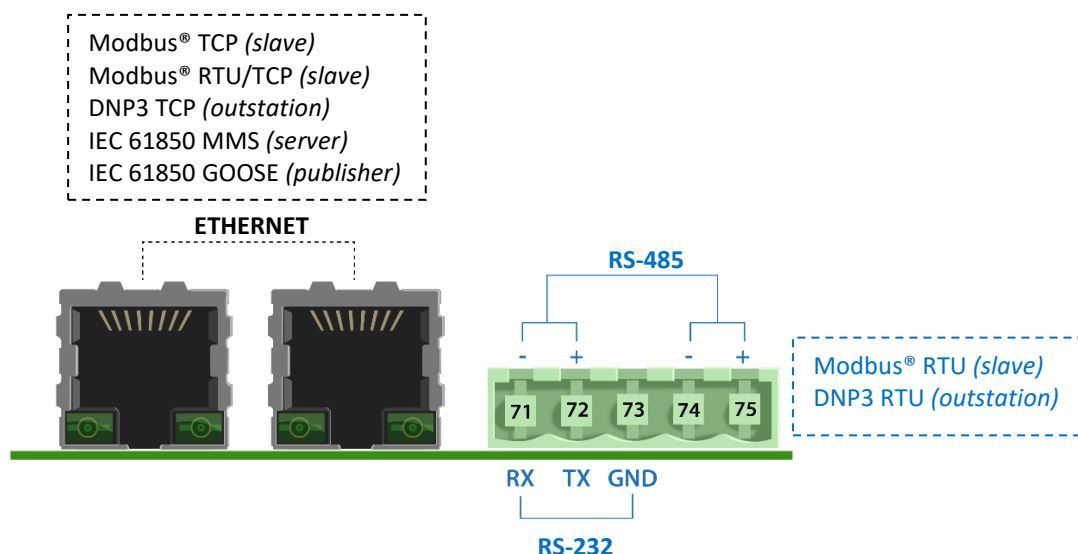 Modbus® TCP (slave)
Modbus® RTU/TCP (slave)
DNP3 TCP (outstation)
IEC 61850 MMS (server)
IEC 61850 GOOSE (publisher)
ETHERNET
RS-485
- + - +
71 72 73 74 75
Modbus® RTU (slave)
DNP3 RTU (outstation)
RX TX GND
RS-232